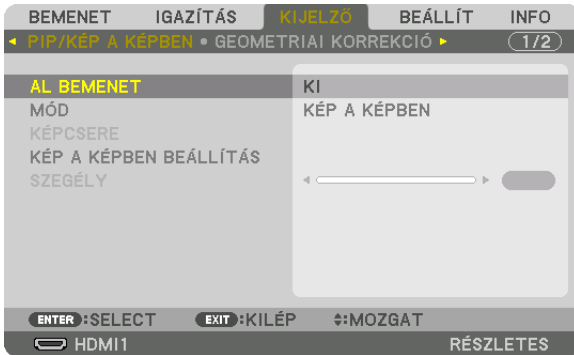 BEMENET IGAZÍTÁS KIJELZŐ BEÁLLÍT INFO
PIP/KÉP A KÉPBEN • GEOMETRIAI KORREKCIÓ 1/2
AL BEMENET KI
MÓD KÉP A KÉPBEN
KÉPCSERE
KÉP A KÉPBEN BEÁLLÍTÁS
SZEGÉLY
ENTER :SELECT EXIT :KILÉP :MOZGAT
HDMI1 RÉSZLETES